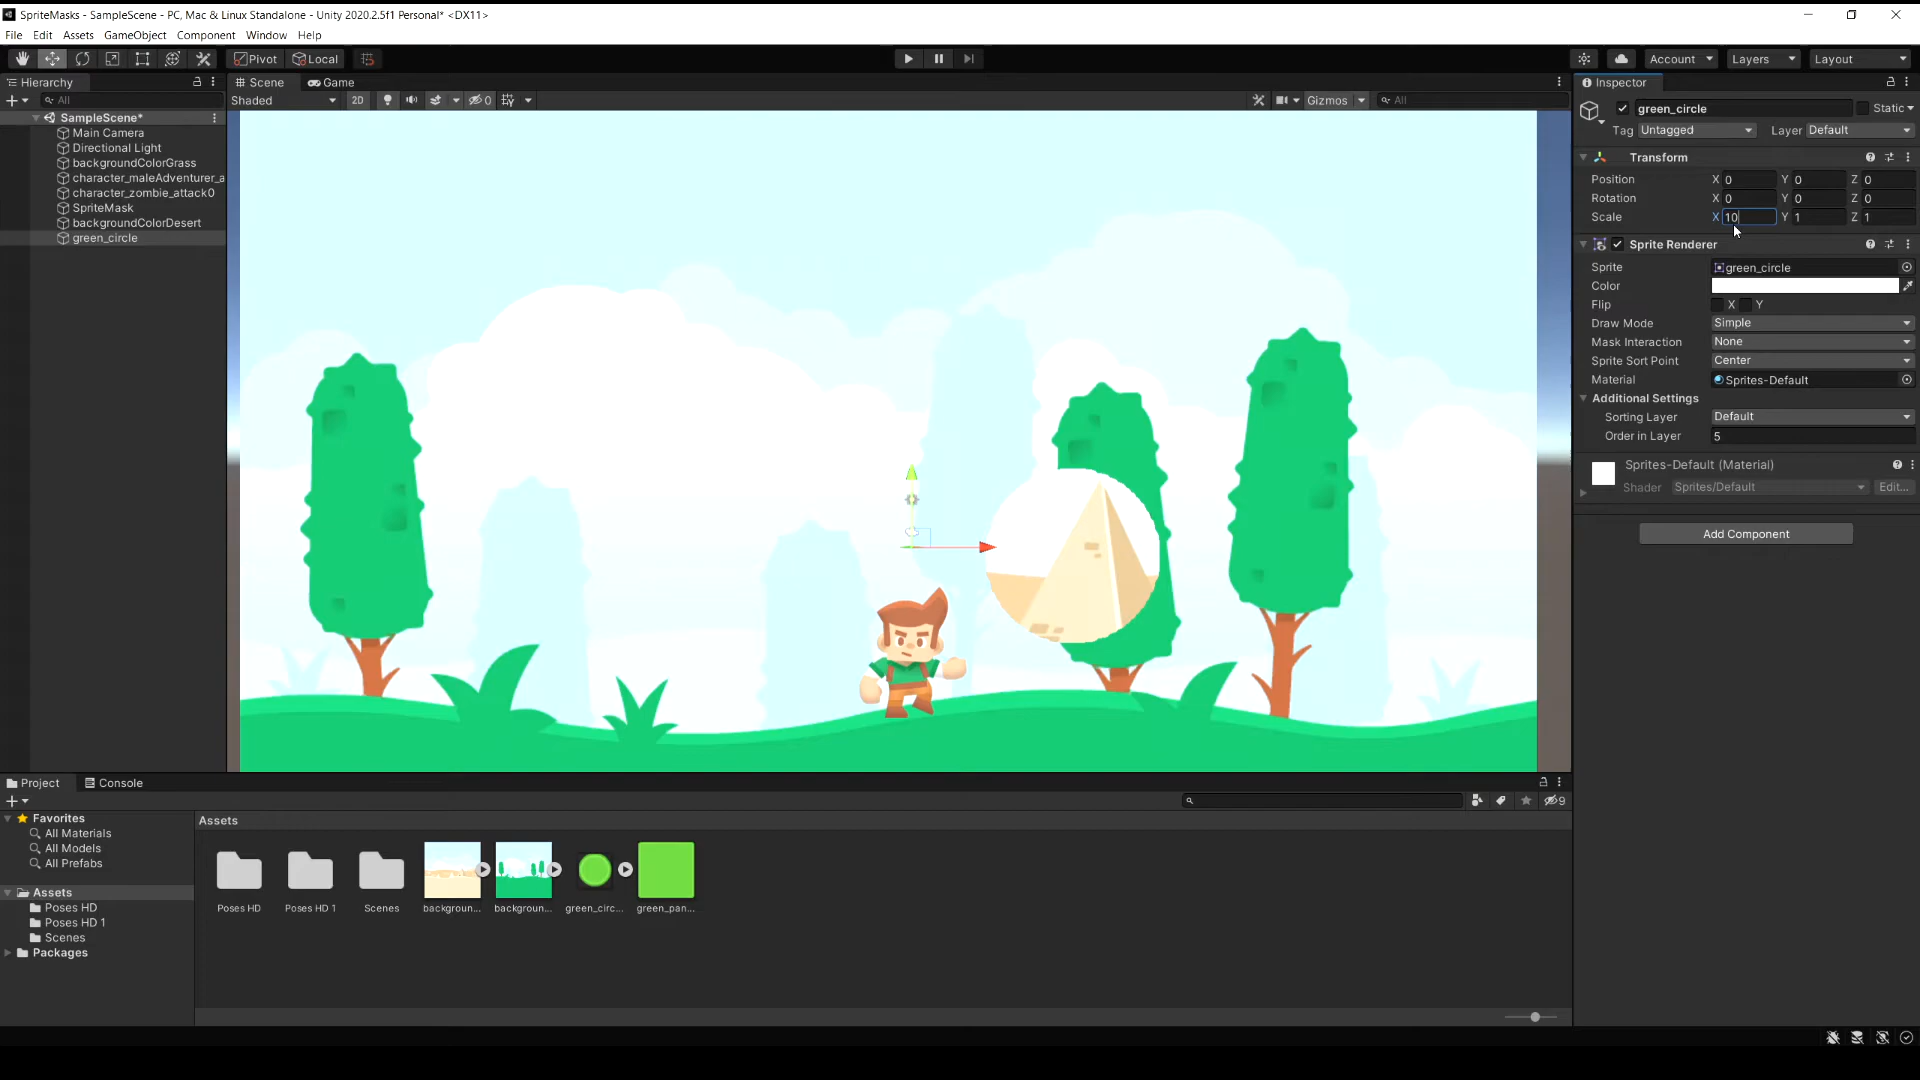 SpriteMasks - SampleScene - PC, Mac & Linux Standalone - Unity 2020.2.5f1 Personal* <DX11>
File Edit Assets GameObject Component Window Help
Pivot Local Account Layers Layout
Hierarchy Scene Game Inspector
All Shaded 2D 0 Gizmos All
green_circle Static
SampleScene*
Main Camera
Directional Light
backgroundColorGrass
character_maleAdventurer_a
character_zombie_attack0
SpriteMask
backgroundColorDesert
green_circle
Tag Untagged Layer Default
Transform
Position X 0 Y 0 Z 0
Rotation X 0 Y 0 Z 0
Scale X 10 Y 1 Z 1
Sprite Renderer
Sprite green_circle
Color
Flip X Y
Draw Mode Simple
Mask Interaction None
Sprite Sort Point Center
Material Sprites-Default
Additional Settings
Sorting Layer Default
Order in Layer 5
Sprites-Default (Material)
Shader Sprites/Default Edit...
Add Component
Project Console
9
Favorites
All Materials
All Models
All Prefabs
Assets
Poses HD
Poses HD 1
Scenes
Packages
Assets
Poses HD Poses HD 1 Scenes backgroun... backgroun... green_circ... green_pan...